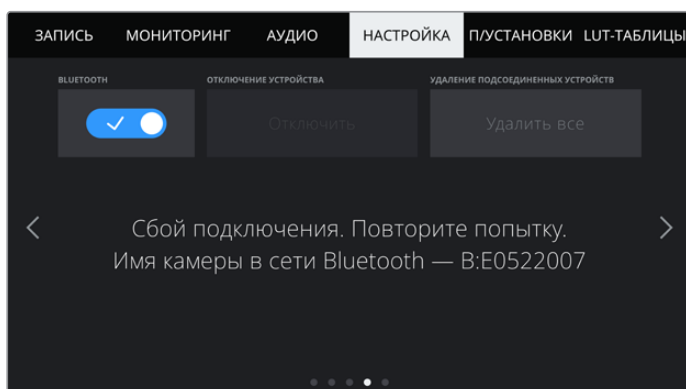 ЗАПИСЬ МОНИТОРИНГ АУДИО НАСТРОЙКА П/УСТАНОВКИ LUT-ТАБЛИЦЫ
BLUETOOTH ОТКЛЮЧЕНИЕ УСТРОЙСТВА УДАЛЕНИЕ ПОДСОЕДИНЕННЫХ УСТРОЙСТВ
Отключить Удалить все
Сбой подключения. Повторите попытку.
Имя камеры в сети Bluetooth — B:E0522007